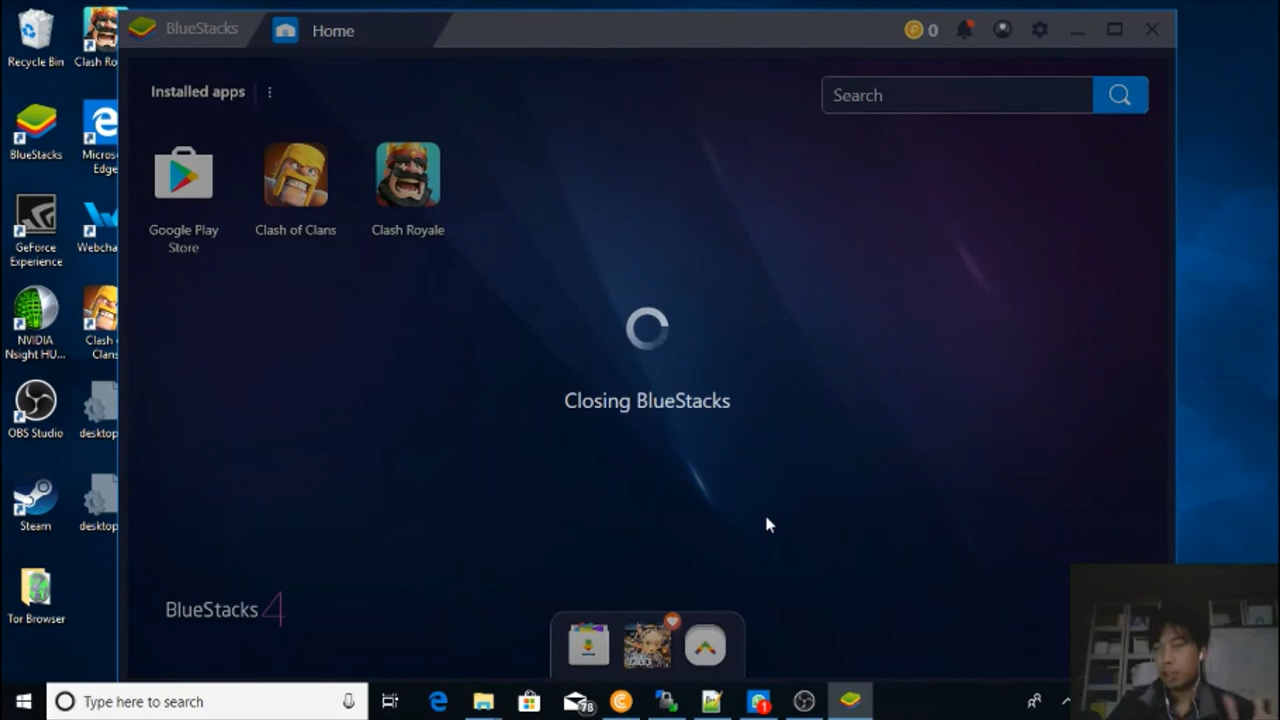 BlueStacks
Home
0
Installed apps
Search
Google Play
Store
Clash of Clans
Clash Royale
Closing BlueStacks
BlueStacks 4
Recycle Bin
Clash Ro
BlueStacks
Micros
Edge
GeForce
Experience
Webcha
NVIDIA
Nsight HU...
Clash
Clans
OBS Studio
desktop
Steam
desktop
Tor Browser
Type here to search
78
1